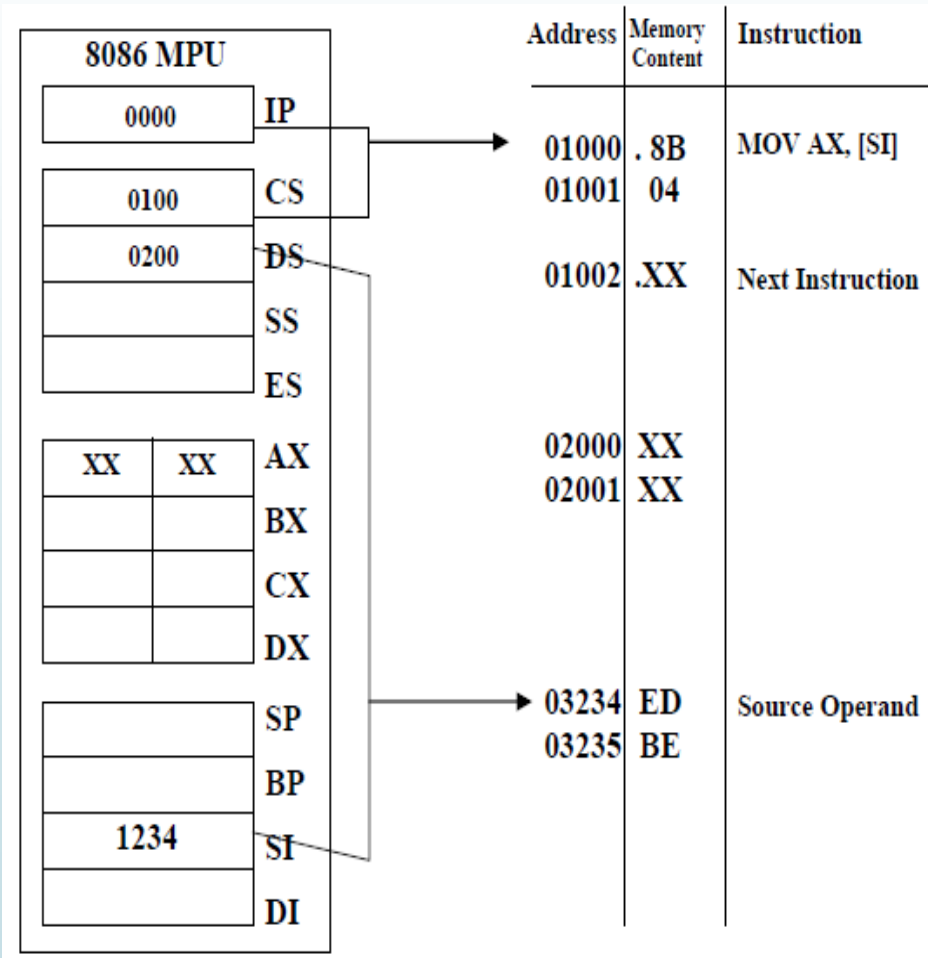 8086 MPU
0000 IP
0100 CS
0200 DS
SS
ES
XX XX AX
BX
CX
DX
SP
BP
1234 SI
DI
Address Memory Content Instruction
01000 . 8B MOV AX, [SI]
01001 04
01002 .XX Next Instruction
02000 XX
02001 XX
03234 ED Source Operand
03235 BE